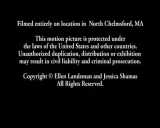 Filmed entirely on location in North Chelmsford, MA
This motion picture is protected under
the laws of the United States and other countries.
Unauthorized duplication, distribution or exhibition
may result in civil liability and criminal prosecution.
Copyright © Ellen Landsman and Jessica Shamus
All Rights Reserved.